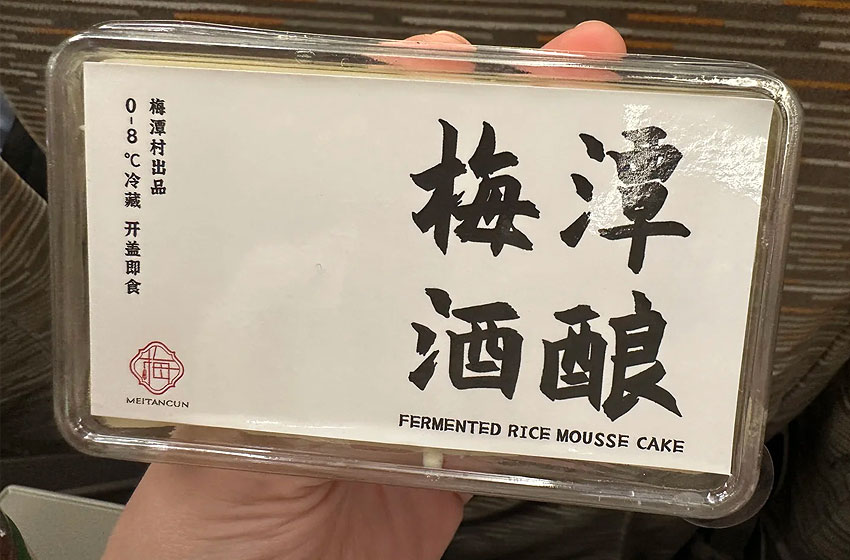 梅潭
酒酿
FERMENTED RICE MOUSSE CAKE
梅潭村出品
0-8℃冷藏 开盖即食
梅
MEITANCUN